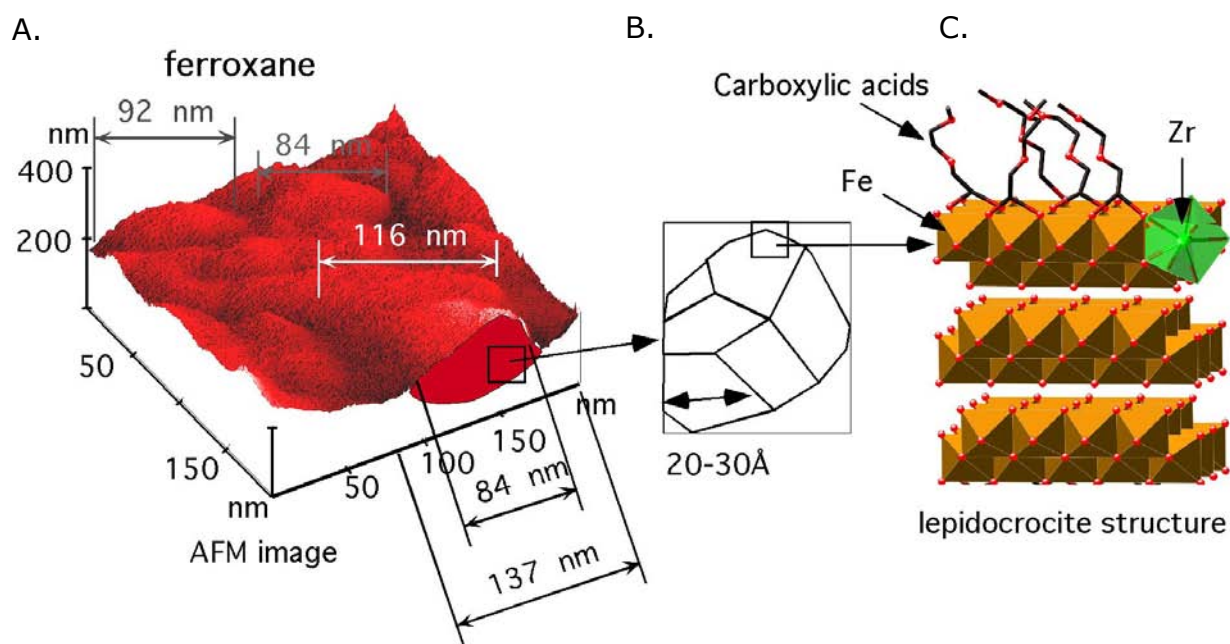 A.
B.
C.
ferroxane
Carboxylic acids
Zr
92 nm
nm
84 nm
400
Fe
200
116 nm
50
nm
150
150
100
20-30Å
50
84 nm
nm
lepidocrocite structure
AFM image
137 nm